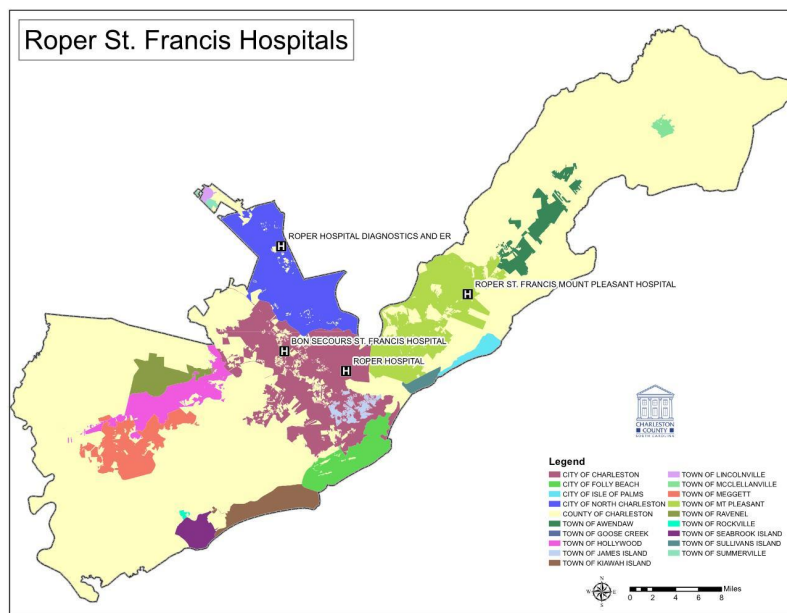 Roper St. Francis Hospitals
H ROPER HOSPITAL DIAGNOSTICS AND ER
H ROPER ST. FRANCIS MOUNT PLEASANT HOSPITAL
BON SECOURS ST. FRANCIS HOSPITAL
H
H ROPER HOSPITAL
CHARLESTON
COUNTY
SOUTH CAROLINA
Legend
CITY OF CHARLESTON
CITY OF FOLLY BEACH
CITY OF ISLE OF PALMS
CITY OF NORTH CHARLESTON
COUNTY OF CHARLESTON
TOWN OF AWENDAW
TOWN OF GOOSE CREEK
TOWN OF HOLLYWOOD
TOWN OF JAMES ISLAND
TOWN OF KIAWAH ISLAND
TOWN OF LINCOLNVILLE
TOWN OF MCCLELLANVILLE
TOWN OF MEGGETT
TOWN OF MT PLEASANT
TOWN OF RAVENEL
TOWN OF ROCKVILLE
TOWN OF SEABROOK ISLAND
TOWN OF SULLIVANS ISLAND
TOWN OF SUMMERVILLE
N
W E
S
Miles
0 2 4 8